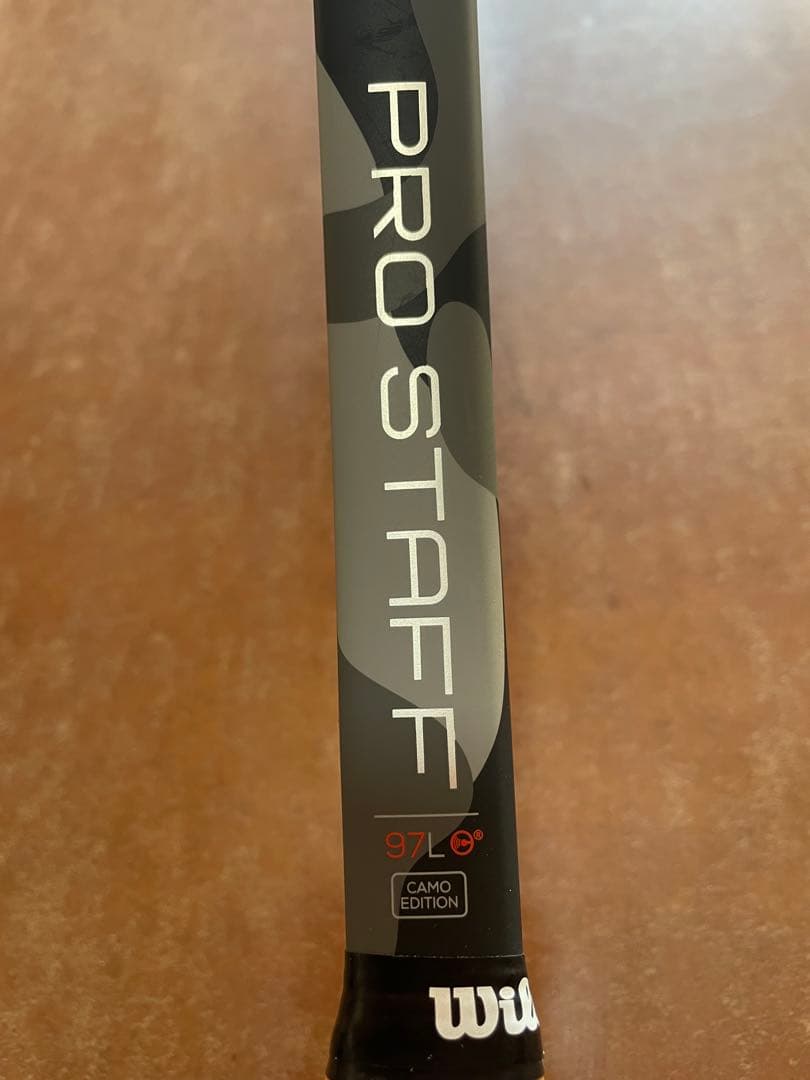 PRO STAFF
97L®
CAMO
EDITION
Wil